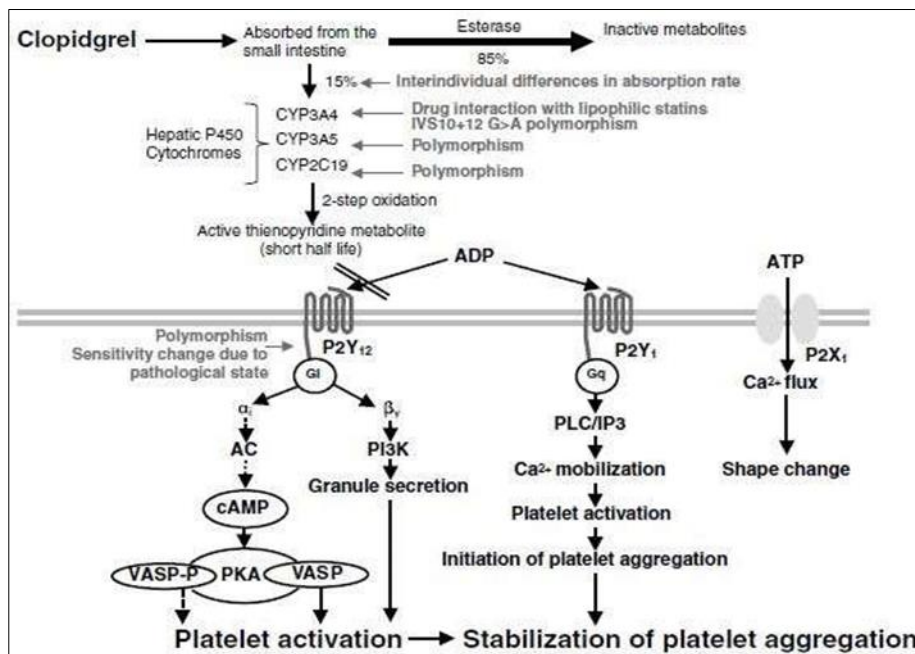 Clopidgrel
Absorbed from the
small intestine
Esterase
85%
Inactive metabolites
15%
Interindividual differences in absorption rate
Hepatic P450
Cytochromes
CYP3A4
Drug interaction with lipophilic statins
IVS10+12 G>A polymorphism
CYP3A5
Polymorphism
CYP2C19
Polymorphism
2-step oxidation
Active thienopyridine metabolite
(short half life)
ADP
ATP
Polymorphism
Sensitivity change due to
pathological state
P2Y12
P2Y1
P2X1
GI
Gq
Ca2+ flux
αi
βγ
PLC/IP3
AC
PI3K
Ca2+ mobilization
Shape change
Granule secretion
cAMP
Platelet activation
Initiation of platelet aggregation
VASP-P
PKA
VASP
Platelet activation
Stabilization of platelet aggregation